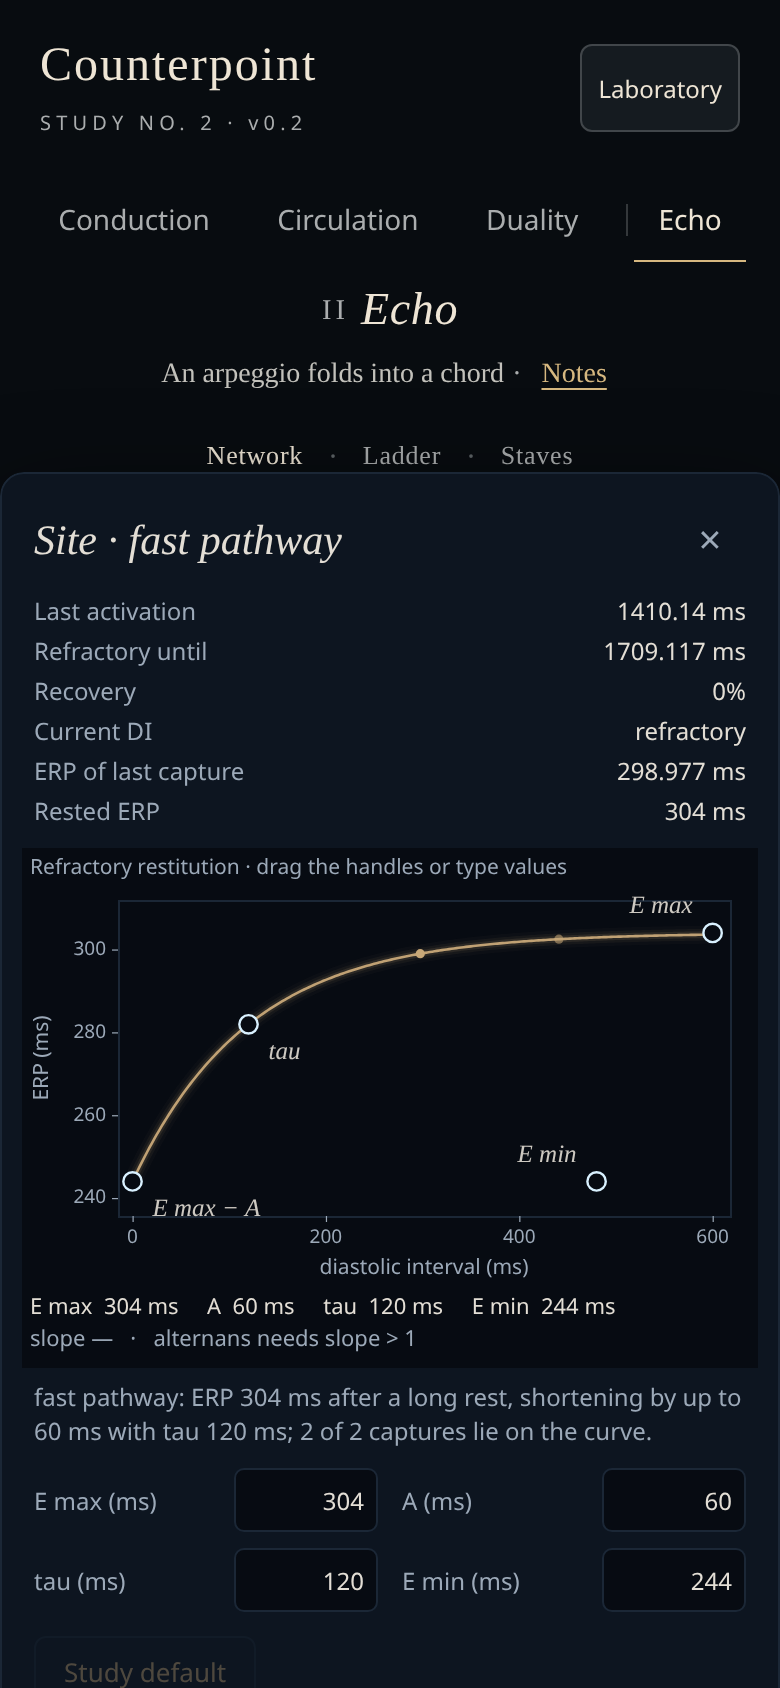 Counterpoint
STUDY NO. 2 · v0.2
Laboratory
Conduction Circulation Duality Echo
II Echo
An arpeggio folds into a chord · Notes
Network · Ladder · Staves
Site · fast pathway ✕
Last activation 1410.14 ms
Refractory until 1709.117 ms
Recovery 0%
Current DI refractory
ERP of last capture 298.977 ms
Rested ERP 304 ms
Refractory restitution · drag the handles or type values
E max
300
280
tau
ERP (ms)
260
E min
240
E max − A
0 200 400 600
diastolic interval (ms)
E max 304 ms A 60 ms tau 120 ms E min 244 ms
slope — · alternans needs slope > 1
fast pathway: ERP 304 ms after a long rest, shortening by up to
60 ms with tau 120 ms; 2 of 2 captures lie on the curve.
E max (ms) 304 A (ms) 60
tau (ms) 120 E min (ms) 244
Study default